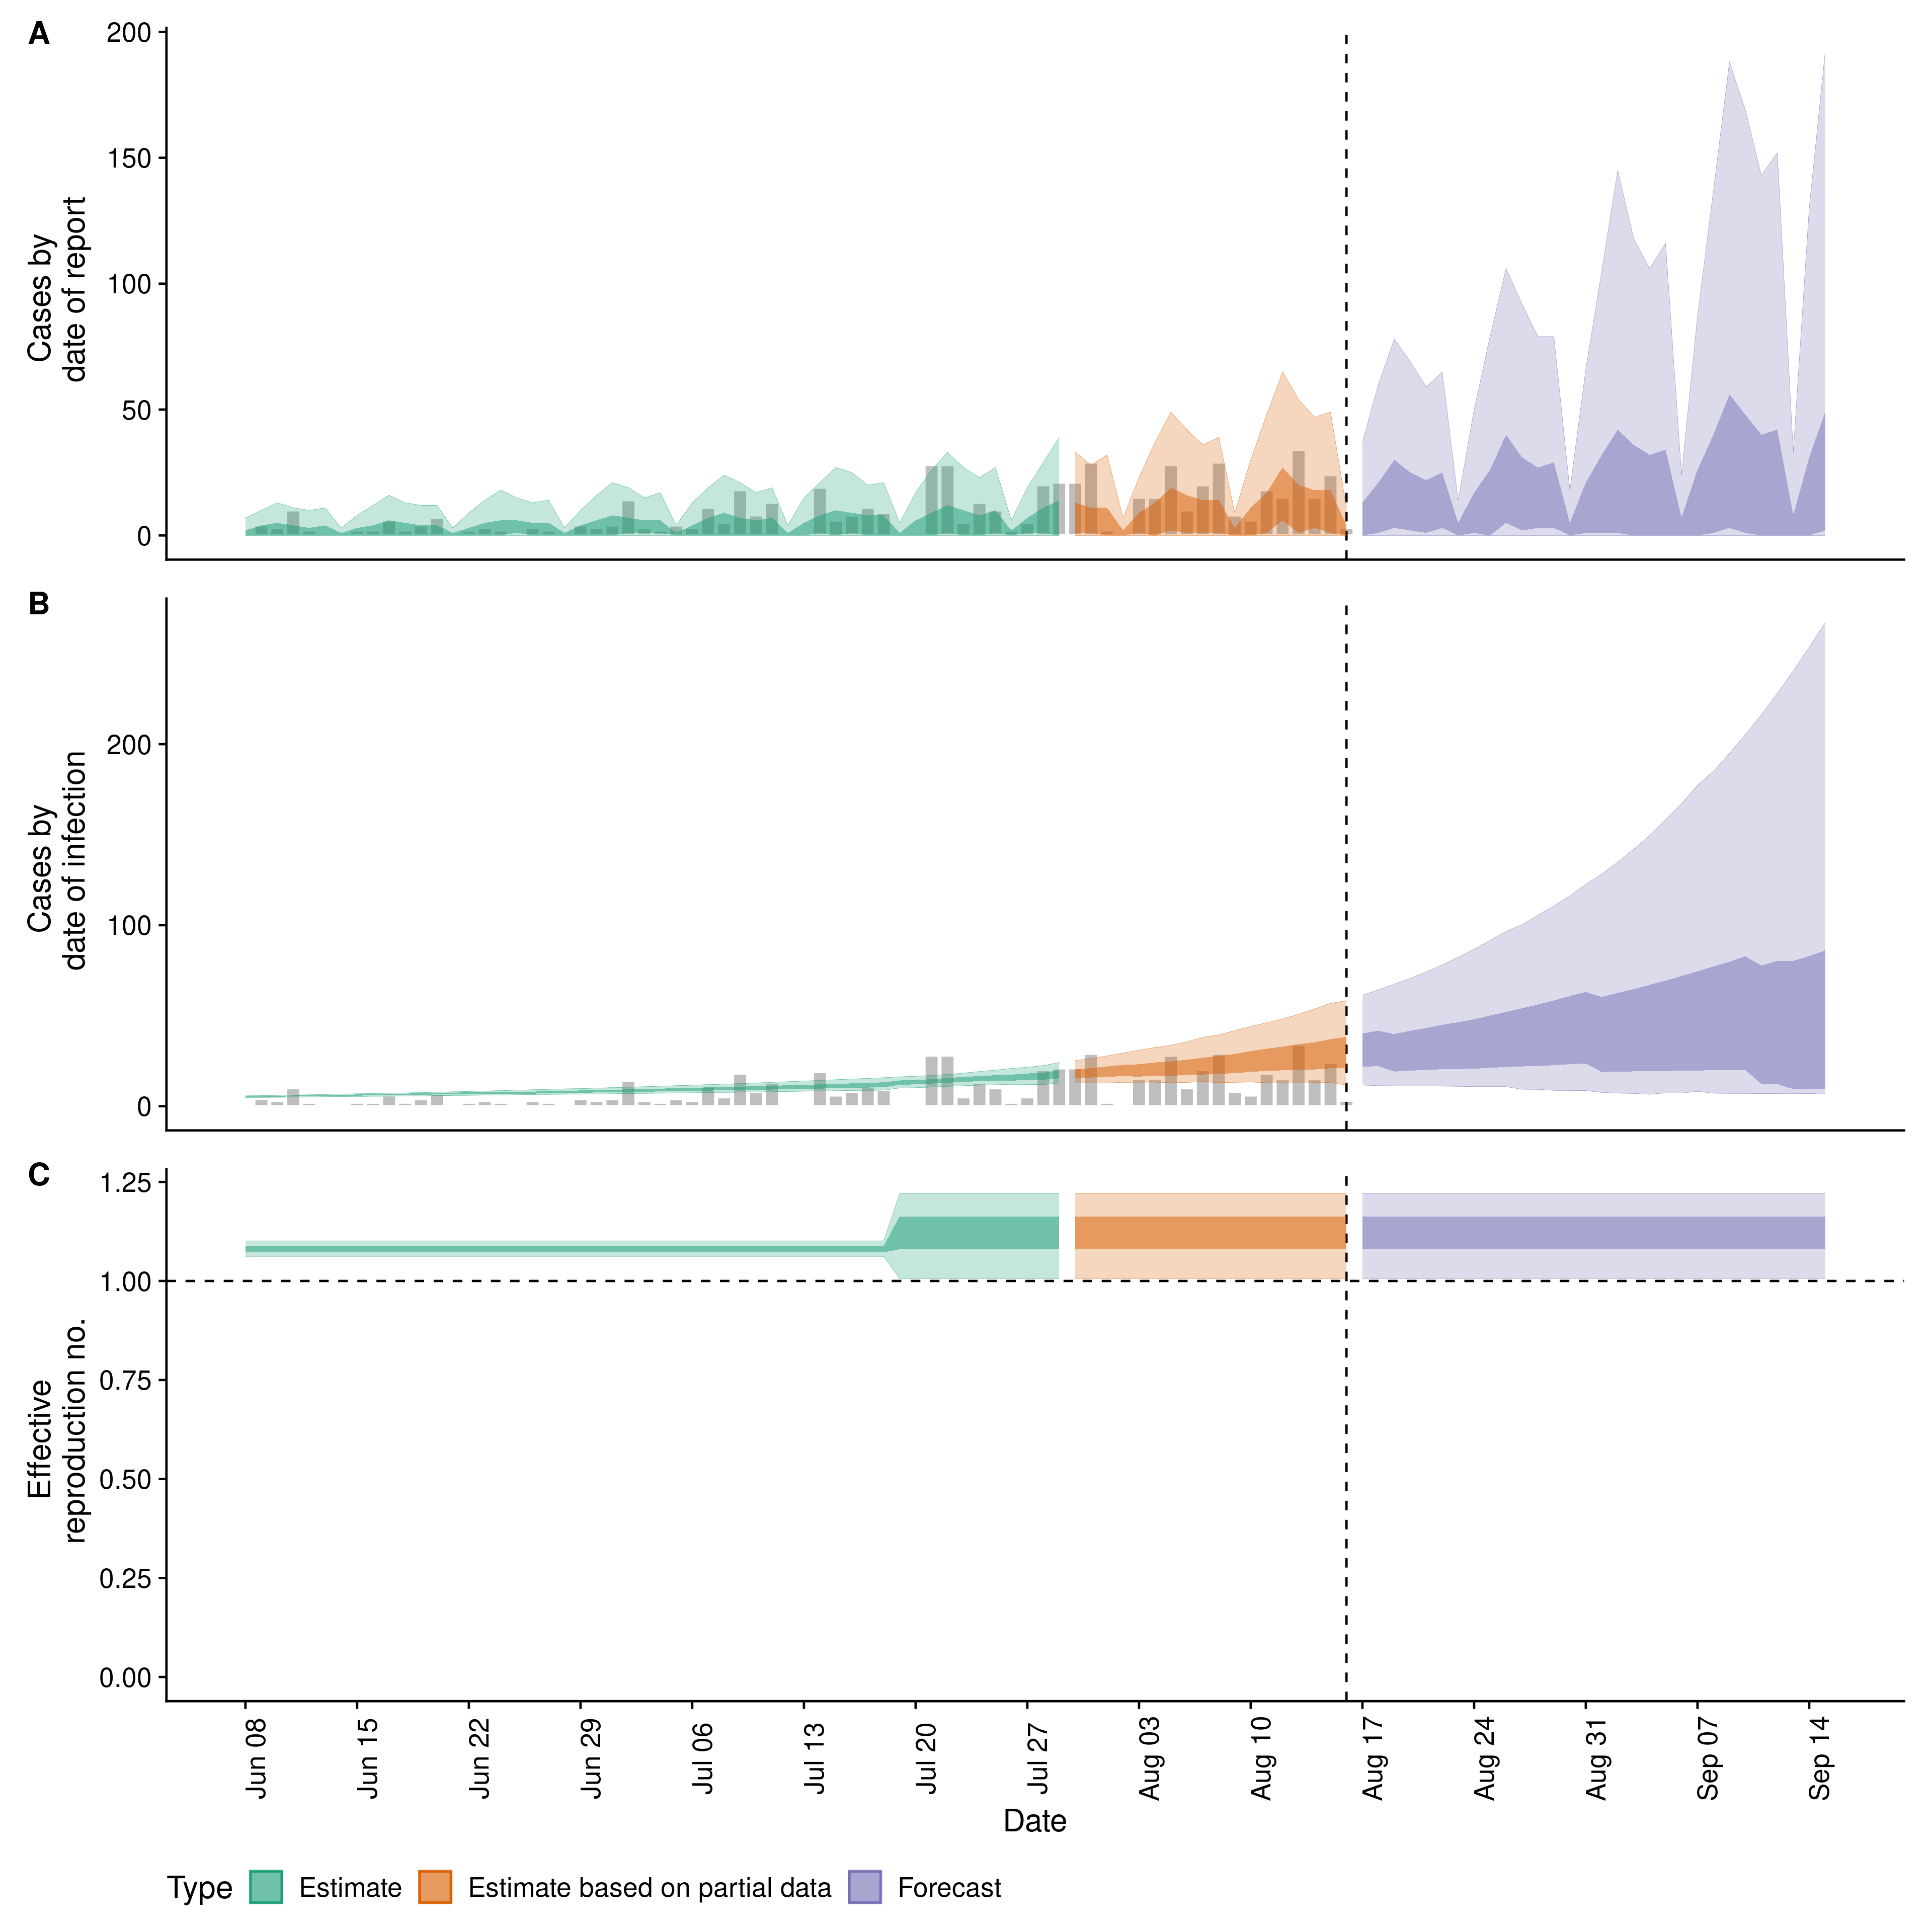 A
200
150
100
50
0
Cases by
date of report
B
200
100
0
Cases by
date of infection
C
1.25
1.00
0.75
0.50
0.25
0.00
Effective
reproduction no.
Jun 08
Jun 15
Jun 22
Jun 29
Jul 06
Jul 13
Jul 20
Jul 27
Aug 03
Aug 10
Aug 17
Aug 24
Aug 31
Sep 07
Sep 14
Date
Type Estimate Estimate based on partial data Forecast